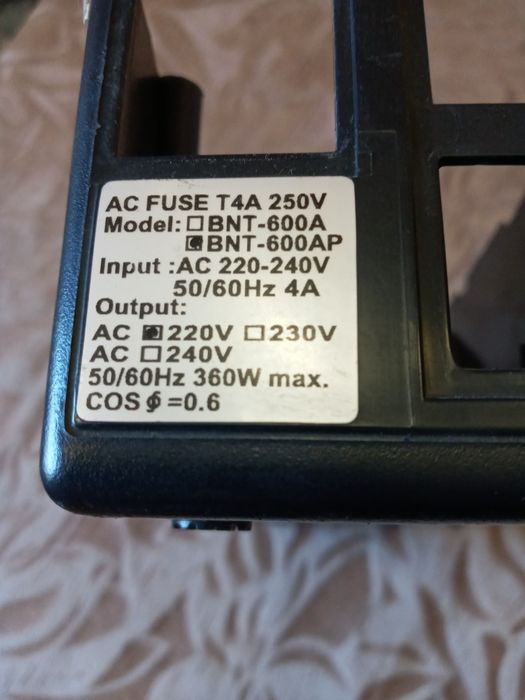 AC FUSE T4A 250V
Model: ☐BNT-600A
☒BNT-600AP
Input :AC 220-240V
50/60Hz 4A
Output:
AC ☒220V ☐230V
AC ☐240V
50/60Hz 360W max.
COS ϕ =0.6